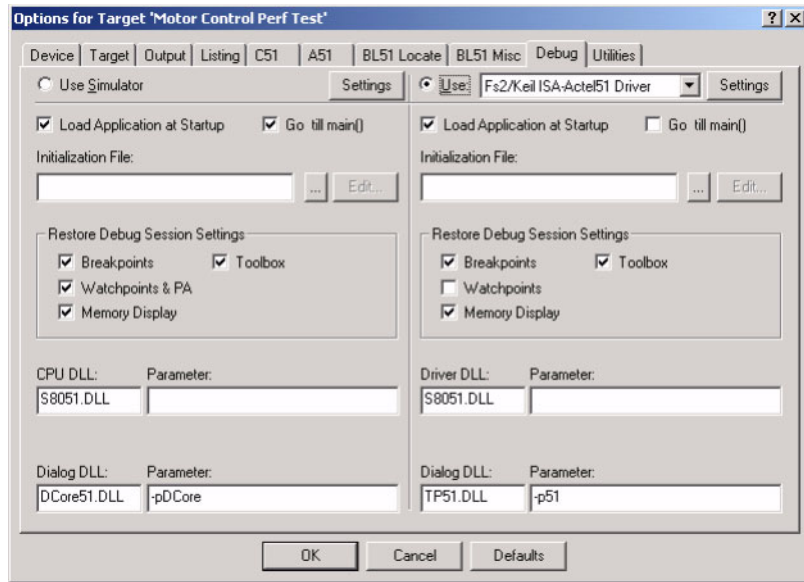 Options for Target 'Motor Control Perf Test'
Device Target Output Listing C51 A51 BL51 Locate BL51 Misc Debug Utilities
Use Simulator Settings
Load Application at Startup Go till main()
Initialization File:
... Edit...
Restore Debug Session Settings
Breakpoints Toolbox
Watchpoints & PA
Memory Display
CPU DLL: Parameter:
S8051.DLL
Dialog DLL: Parameter:
DCore51.DLL -pDCore
Use: Fs2/Keil ISA-Actel51 Driver Settings
Load Application at Startup Go till main()
Initialization File:
... Edit...
Restore Debug Session Settings
Breakpoints Toolbox
Watchpoints
Memory Display
Driver DLL: Parameter:
S8051.DLL
Dialog DLL: Parameter:
TP51.DLL -p51
OK Cancel Defaults